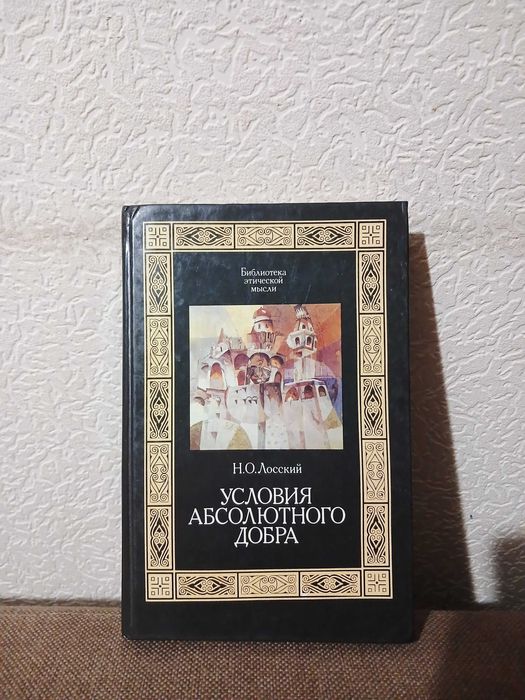 Библиотека
этической
мысли
Н.О.Лосский
УСЛОВИЯ
АБСОЛЮТНОГО
ДОБРА